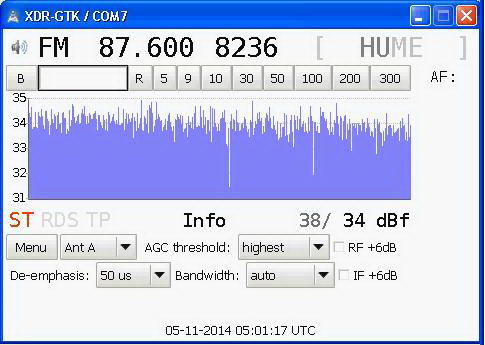 XDR-GTK / COM7
FM 87.600 8236 [ HUME ]
B R 5 9 10 30 50 100 200 300 AF:
35
34
33
32
31
ST RDS TP Info 38/ 34 dBf
Menu Ant A AGC threshold: highest RF +6dB
De-emphasis: 50 us Bandwidth: auto IF +6dB
05-11-2014 05:01:17 UTC